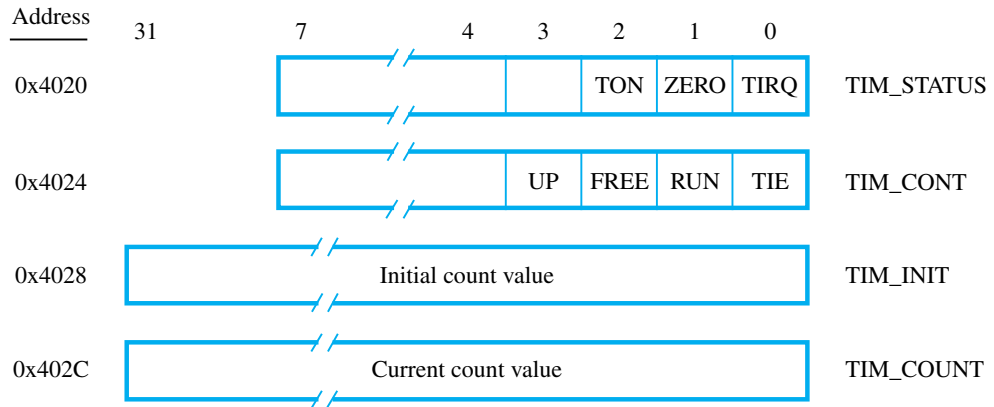 Address
31 7 4 3 2 1 0
0x4020 TON ZERO TIRQ TIM_STATUS
0x4024 UP FREE RUN TIE TIM_CONT
0x4028 Initial count value TIM_INIT
0x402C Current count value TIM_COUNT